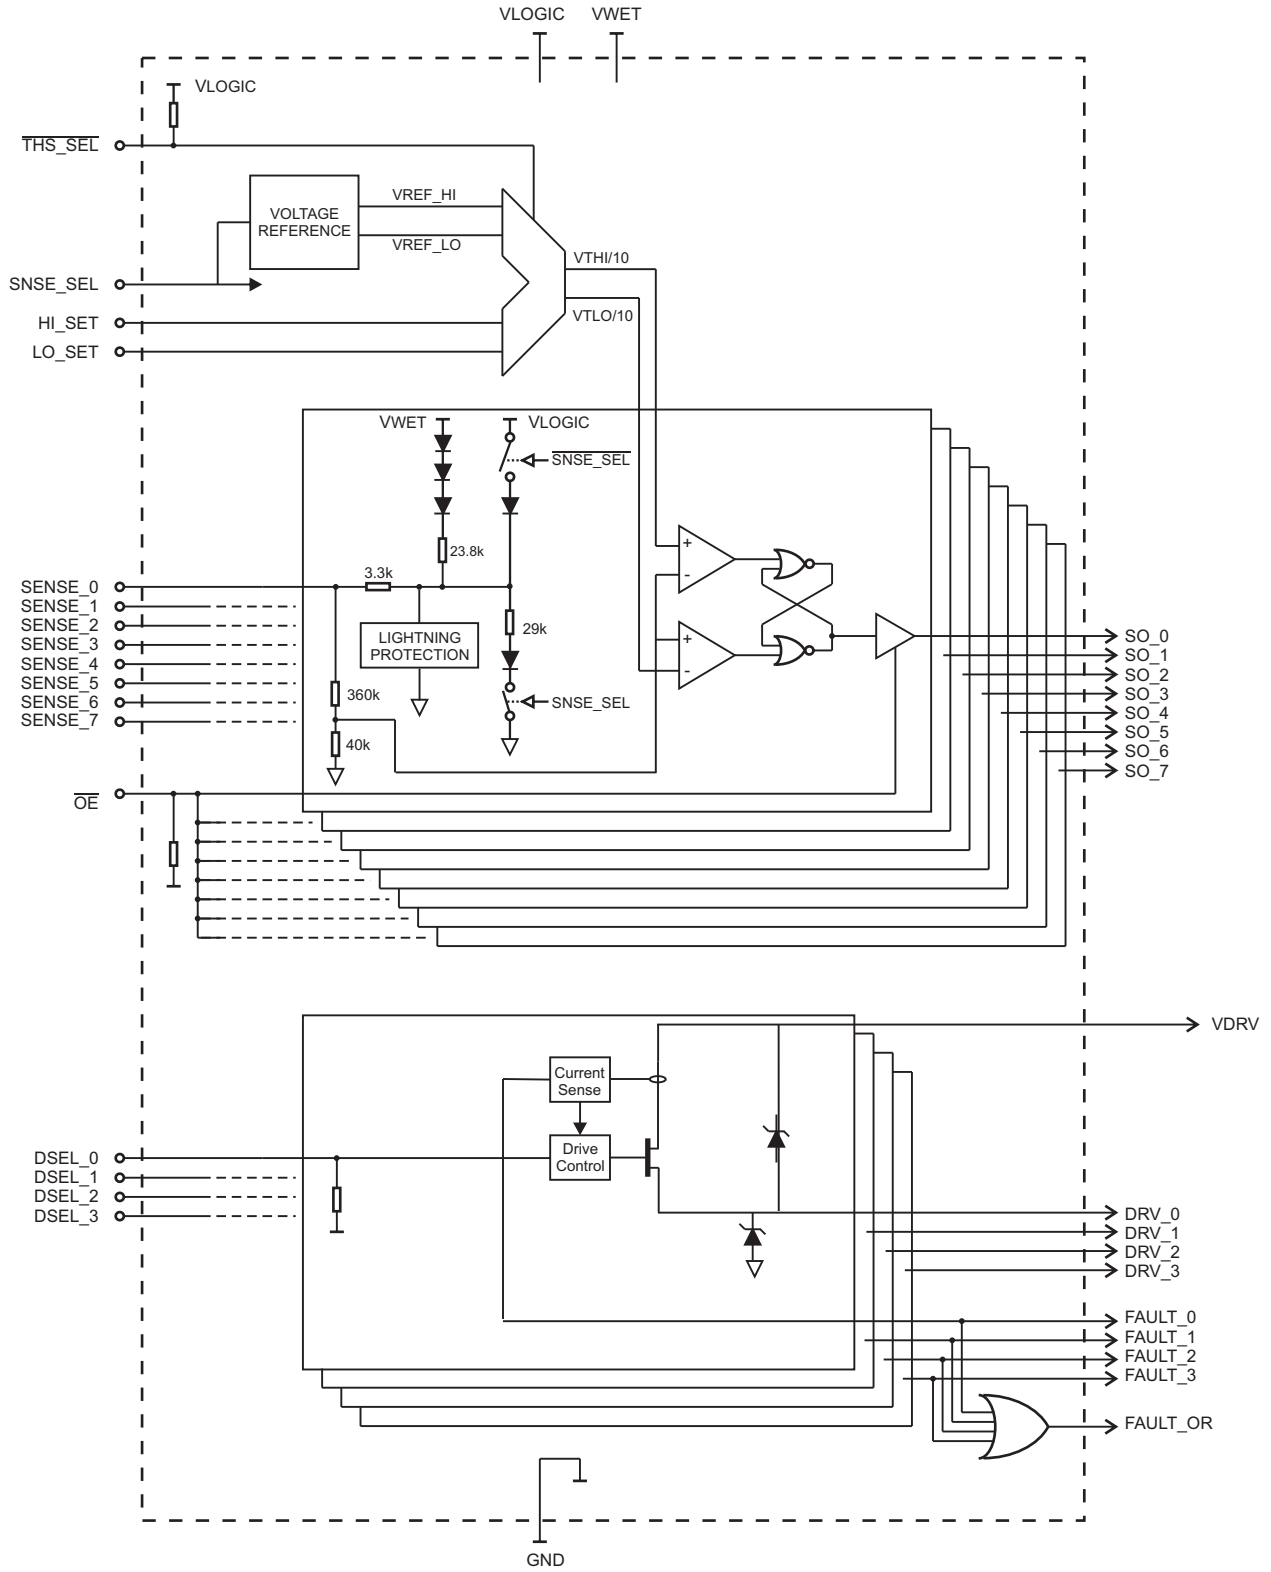 VLOGIC
VWET
VLOGIC
THS_SEL
VREF_HI
VOLTAGE
REFERENCE
VREF_LO
VTHI/10
SNSE_SEL
VTLO/10
HI_SET
LO_SET
VWET
VLOGIC
SNSE_SEL
23.8k
3.3k
+
-
SENSE_0
SENSE_1
SENSE_2
SENSE_3
SENSE_4
SENSE_5
SENSE_6
SENSE_7
LIGHTNING
PROTECTION
29k
+
-
360k
SNSE_SEL
40k
SO_0
SO_1
SO_2
SO_3
SO_4
SO_5
SO_6
SO_7
OE
VDRV
Current
Sense
Drive
Control
DSEL_0
DSEL_1
DSEL_2
DSEL_3
DRV_0
DRV_1
DRV_2
DRV_3
FAULT_0
FAULT_1
FAULT_2
FAULT_3
FAULT_OR
GND